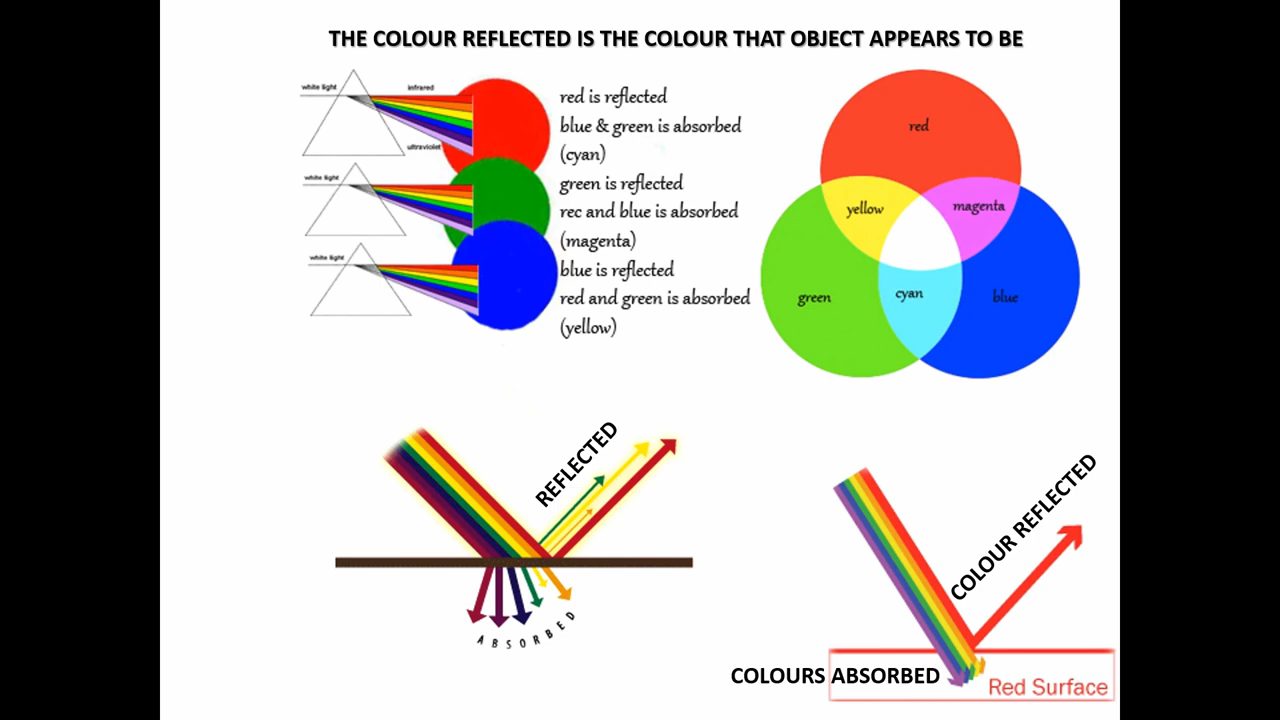 THE COLOUR REFLECTED IS THE COLOUR THAT OBJECT APPEARS TO BE
white light
infrared
ultraviolet
red is reflected
blue & green is absorbed
(cyan)
white light
green is reflected
rec and blue is absorbed
(magenta)
white light
blue is reflected
red and green is absorbed
(yellow)
red
yellow
magenta
green
cyan
blue
REFLECTED
ABSORBED
COLOUR REFLECTED
COLOURS ABSORBED
Red Surface